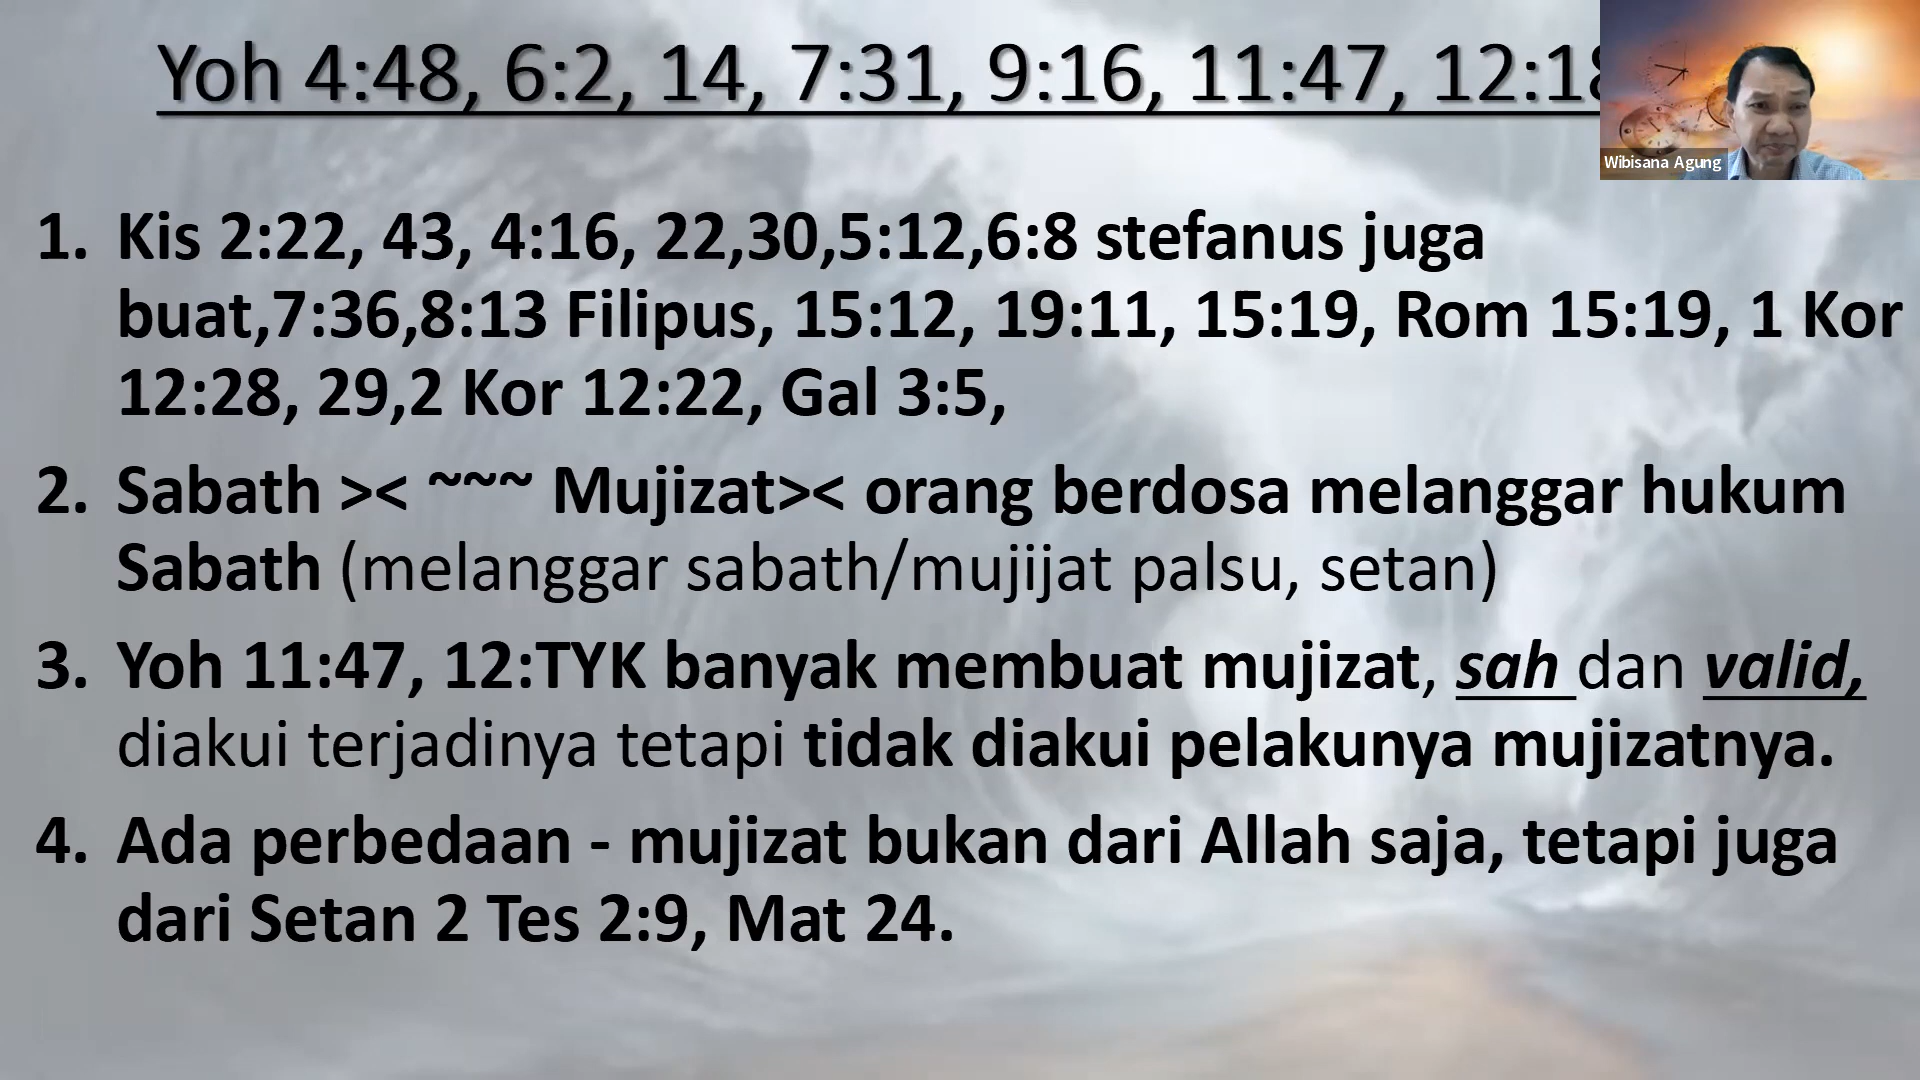 Yoh 4:48, 6:2, 14, 7:31, 9:16, 11:47, 12:18
Wibisana Agung
1. Kis 2:22, 43, 4:16, 22,30,5:12,6:8 stefanus juga
buat,7:36,8:13 Filipus, 15:12, 19:11, 15:19, Rom 15:19, 1 Kor
12:28, 29,2 Kor 12:22, Gal 3:5,
2. Sabath >< ~~~ Mujizat>< orang berdosa melanggar hukum
Sabath (melanggar sabath/mujijat palsu, setan)
3. Yoh 11:47, 12:TYK banyak membuat mujizat, sah dan valid,
diakui terjadinya tetapi tidak diakui pelakunya mujizatnya.
4. Ada perbedaan - mujizat bukan dari Allah saja, tetapi juga
dari Setan 2 Tes 2:9, Mat 24.